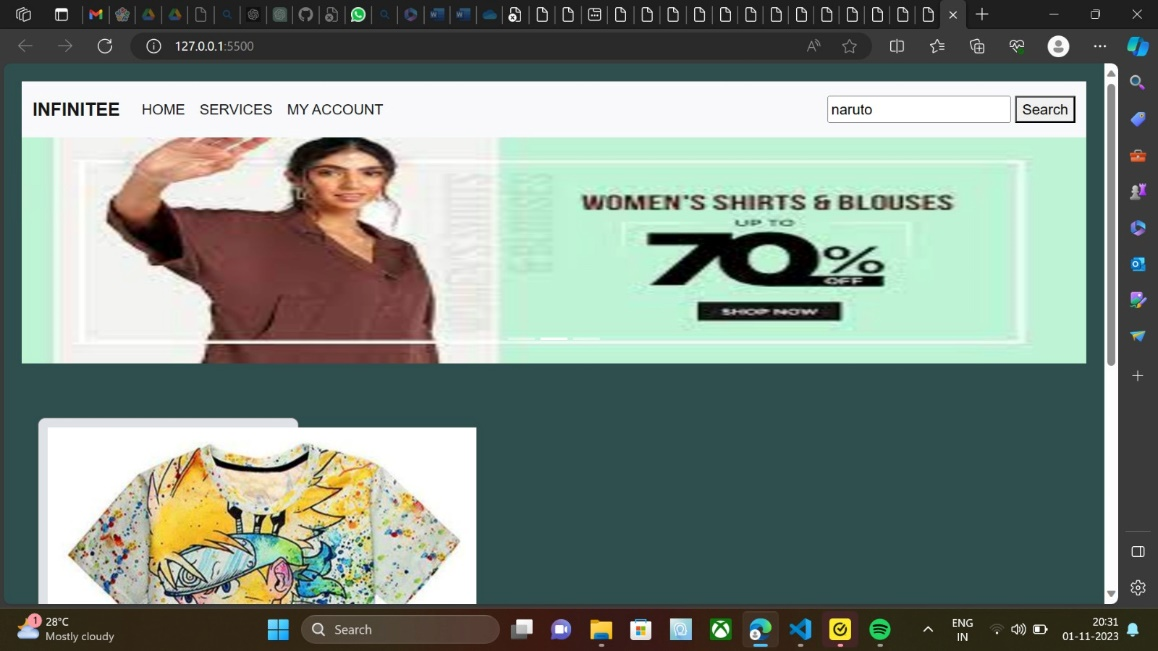 127.0.0.1:5500
INFINITEE HOME SERVICES MY ACCOUNT
naruto Search
WOMEN'S SHIRTS & BLOUSES
UP TO
70%
OFF
SHOP NOW
1
28°C
Mostly cloudy
Search
ENG
IN
20:31
01-11-2023